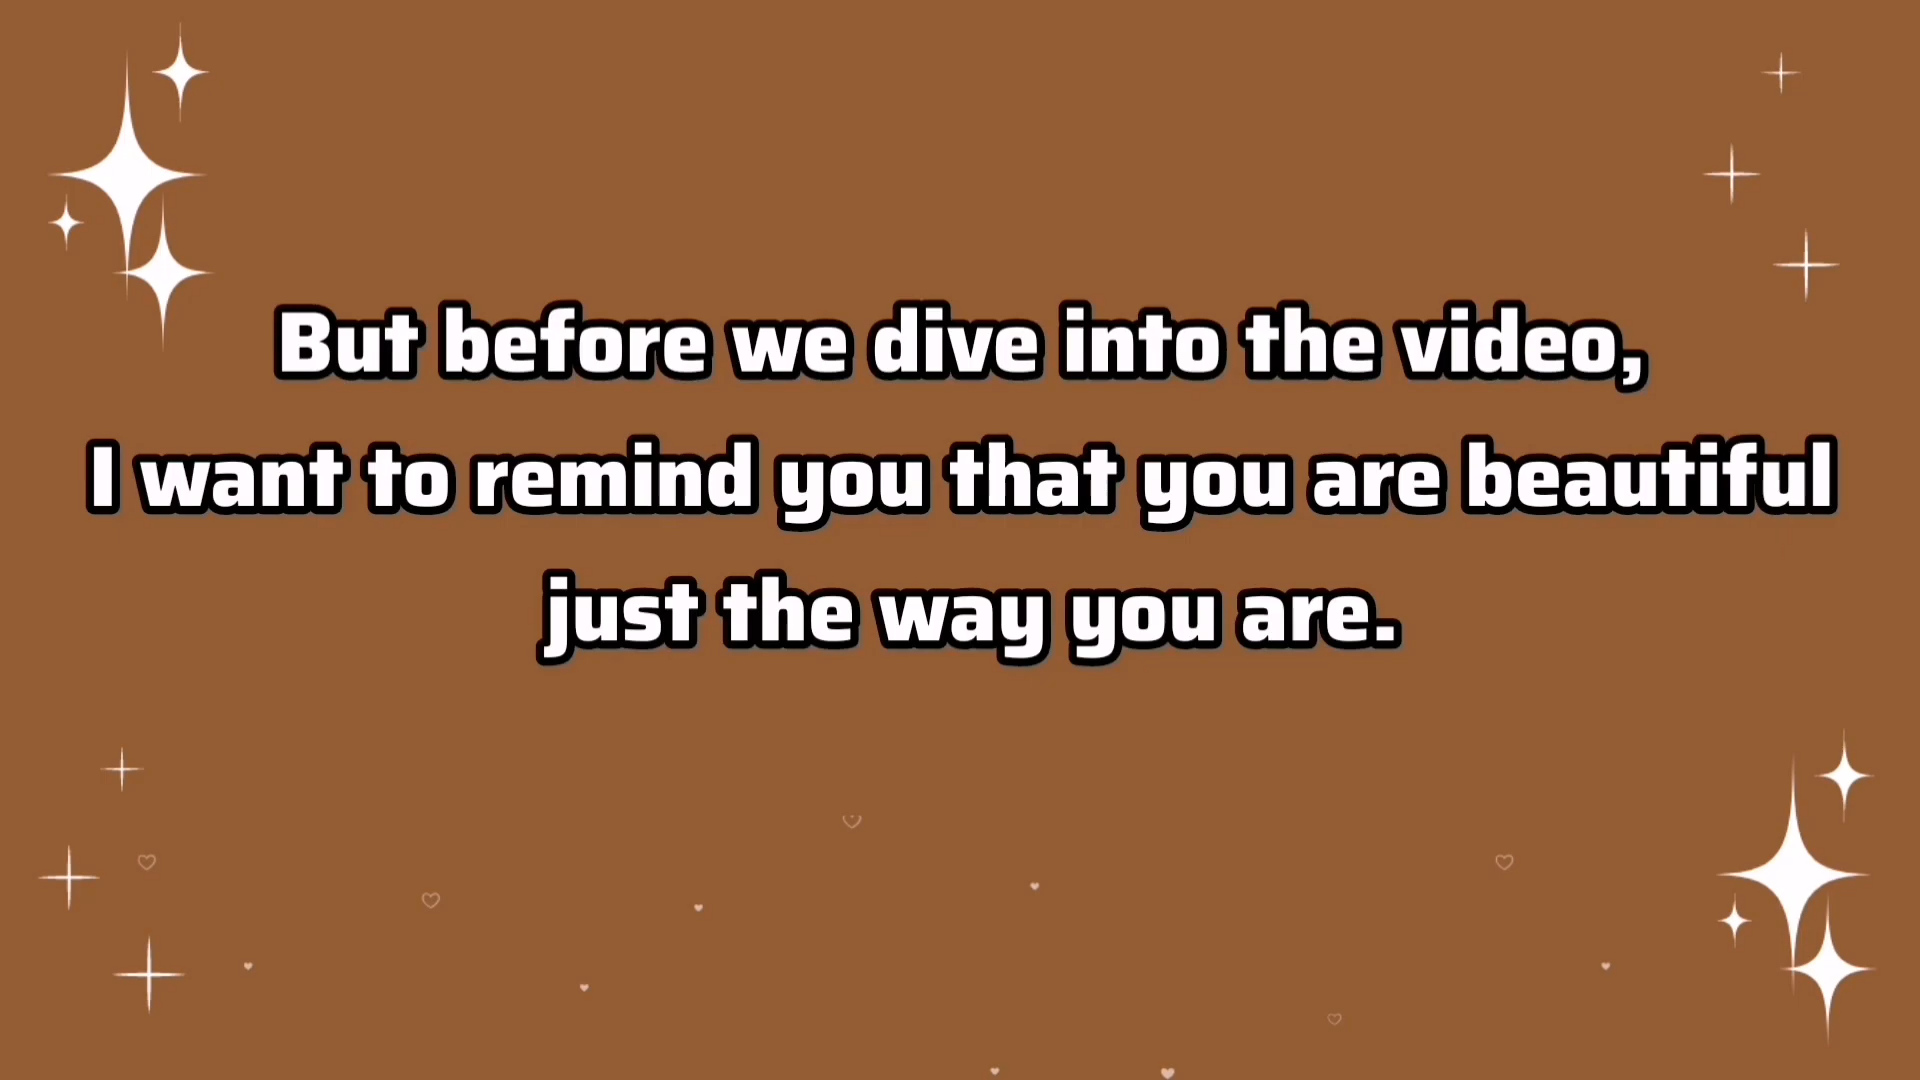 But before we dive into the video,
I want to remind you that you are beautiful
just the way you are.